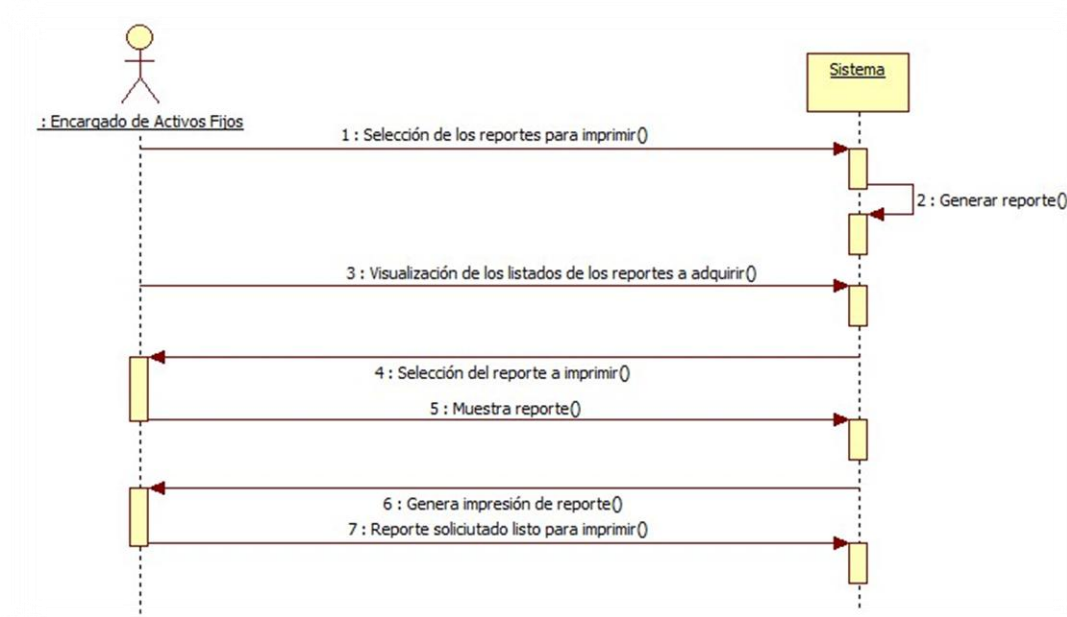 Sistema
: Encargado de Activos Fijos
1 : Selección de los reportes para imprimir()
2 : Generar reporte()
3 : Visualización de los listados de los reportes a adquirir()
4 : Selección del reporte a imprimir()
5 : Muestra reporte()
6 : Genera impresión de reporte()
7 : Reporte soliciutado listo para imprimir()